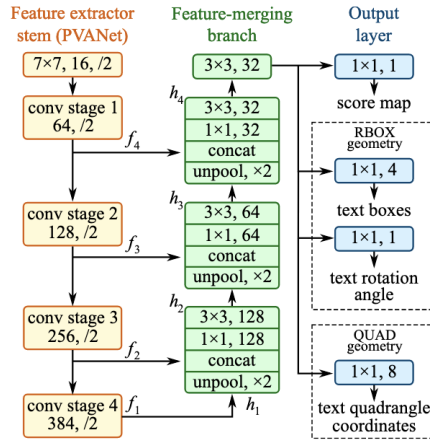 Feature extractor
stem (PVANet)
7×7, 16, /2
conv stage 1
64, /2
f4
conv stage 2
128, /2
f3
conv stage 3
256, /2
f2
conv stage 4
384, /2
f1
Feature-merging
branch
3×3, 32
h4
3×3, 32
1×1, 32
concat
unpool, ×2
h3
3×3, 64
1×1, 64
concat
unpool, ×2
h2
3×3, 128
1×1, 128
concat
unpool, ×2
h1
Output
layer
1×1, 1
score map
RBOX
geometry
1×1, 4
text boxes
1×1, 1
text rotation
angle
QUAD
geometry
1×1, 8
text quadrangle
coordinates